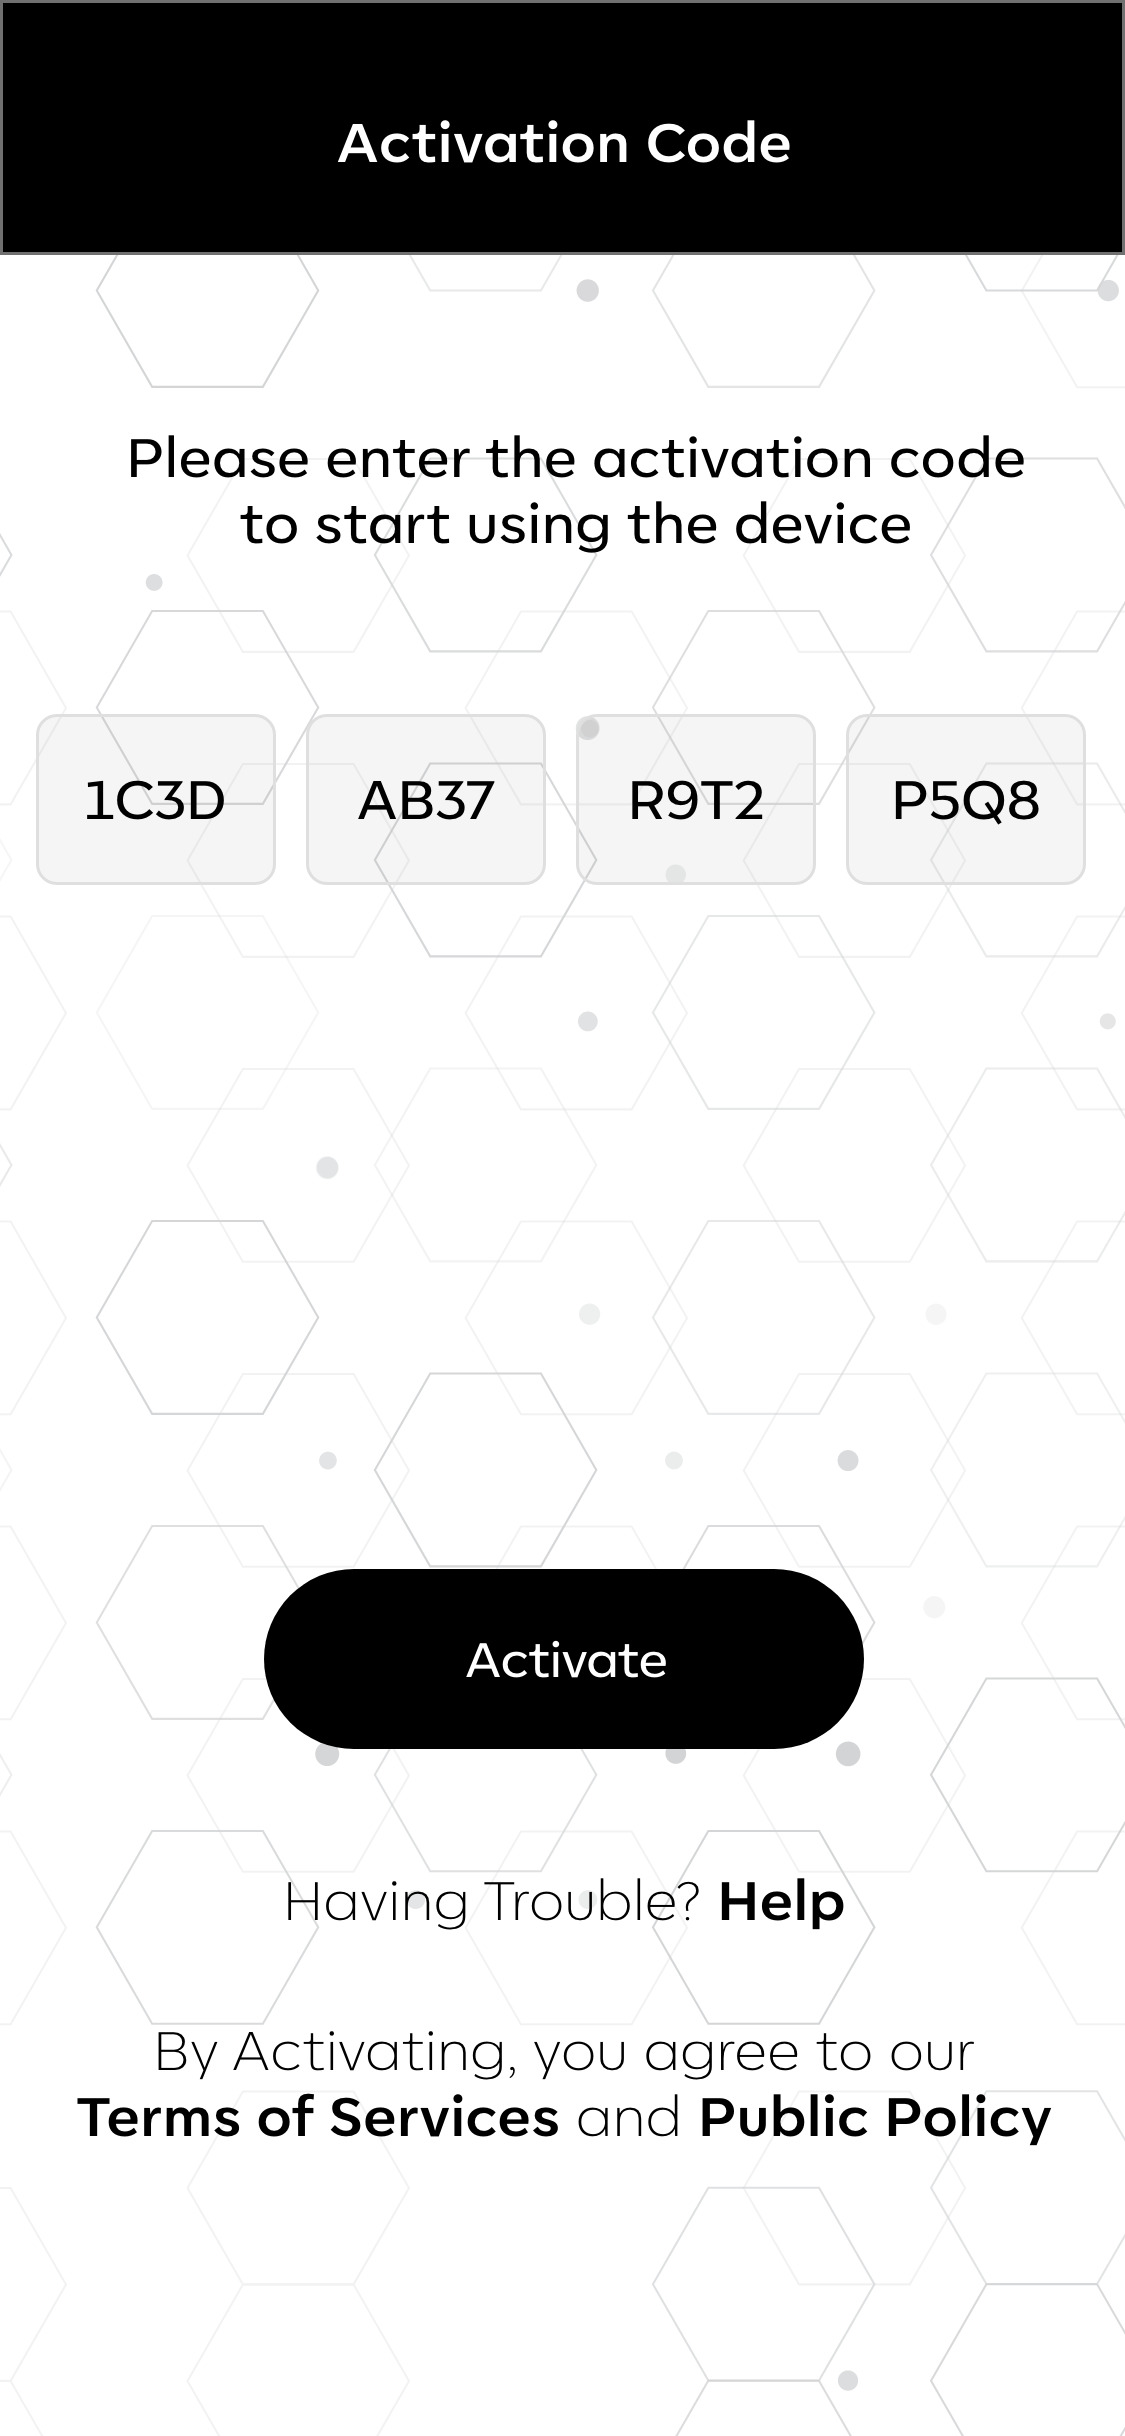 Activation Code
Please enter the activation code
to start using the device
1C3D AB37 R9T2 P5Q8
Activate
Having Trouble? Help
By Activating, you agree to our
Terms of Services and Public Policy